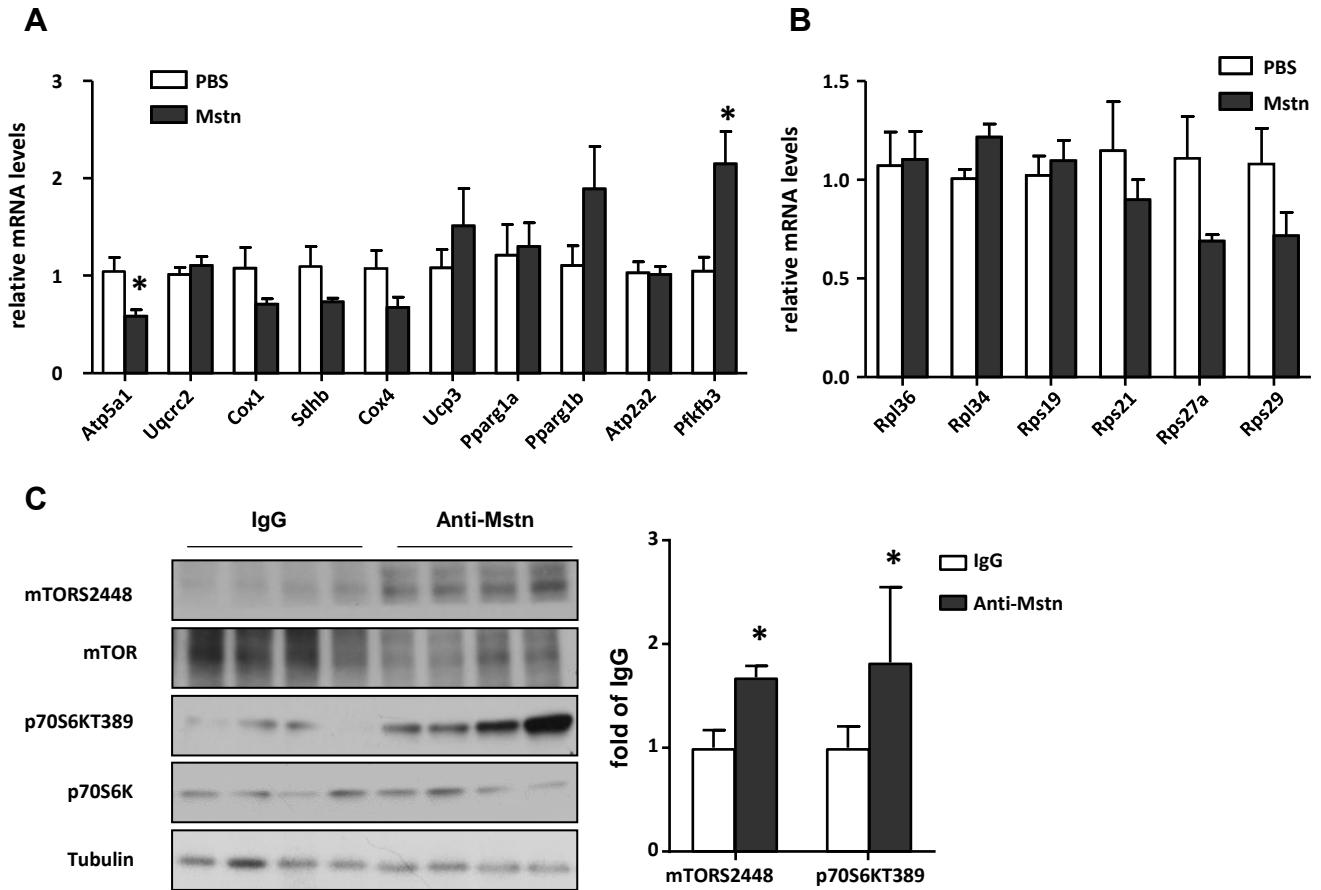 A
PBS
Mstn
relative mRNA levels
3
2
1
0
*
*
Atp5a1
Uqcrc2
Cox1
Sdhb
Cox4
Ucp3
Pparg1a
Pparg1b
Atp2a2
Pfkfb3
B
PBS
Mstn
relative mRNA levels
1.5
1.0
0.5
0.0
Rpl36
Rpl34
Rps19
Rps21
Rps27a
Rps29
C
IgG
Anti-Mstn
mTORS2448
mTOR
p70S6KT389
p70S6K
Tubulin
fold of IgG
3
2
1
0
*
*
IgG
Anti-Mstn
mTORS2448
p70S6KT389